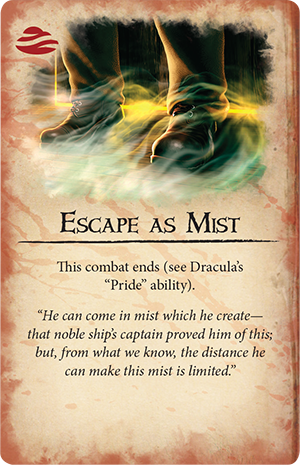 Escape as Mist
This combat ends (see Dracula's
"Pride" ability).
"He can come in mist which he create—
that noble ship's captain proved him of this;
but, from what we know, the distance he
can make this mist is limited."